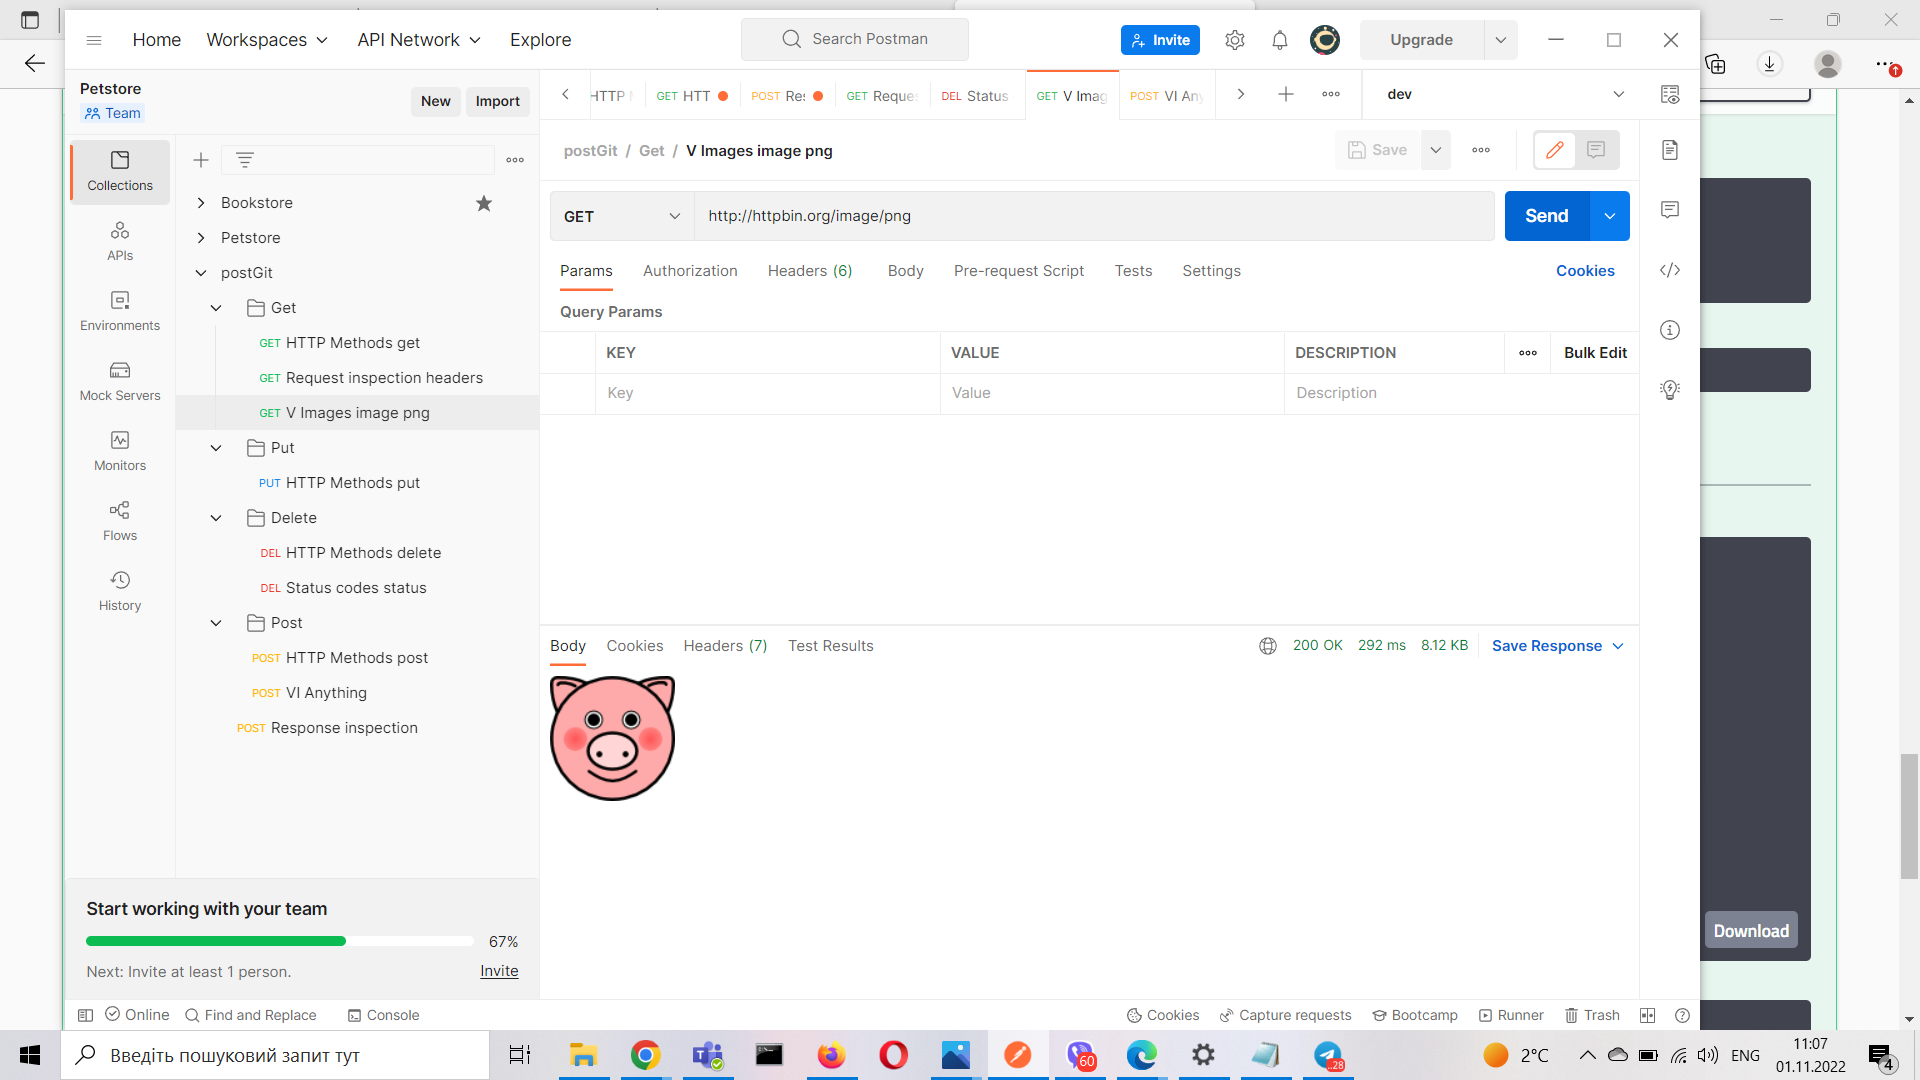 Home Workspaces API Network Explore
Search Postman
Invite
Upgrade
Petstore
Team
New Import
GET HTT
POST Res
GET Reques
DEL Status
GET V Imag
POST VI Any
dev
postGit / Get / V Images image png
Save
Collections
APIs
Environments
Mock Servers
Monitors
Flows
History
Bookstore
Petstore
postGit
Get
GET HTTP Methods get
GET Request inspection headers
GET V Images image png
Put
PUT HTTP Methods put
Delete
DEL HTTP Methods delete
DEL Status codes status
Post
POST HTTP Methods post
POST VI Anything
POST Response inspection
GET http://httpbin.org/image/png
Send
Params Authorization Headers (6) Body Pre-request Script Tests Settings
Cookies
Query Params
KEY VALUE DESCRIPTION Bulk Edit
Key Value Description
Body Cookies Headers (7) Test Results
200 OK 292 ms 8.12 KB Save Response
Start working with your team
67%
Next: Invite at least 1 person. Invite
Download
Online Find and Replace Console
Cookies Capture requests Bootcamp Runner Trash
Введіть пошуковий запит тут
60
..28
2°C
ENG
11:07
01.11.2022
4